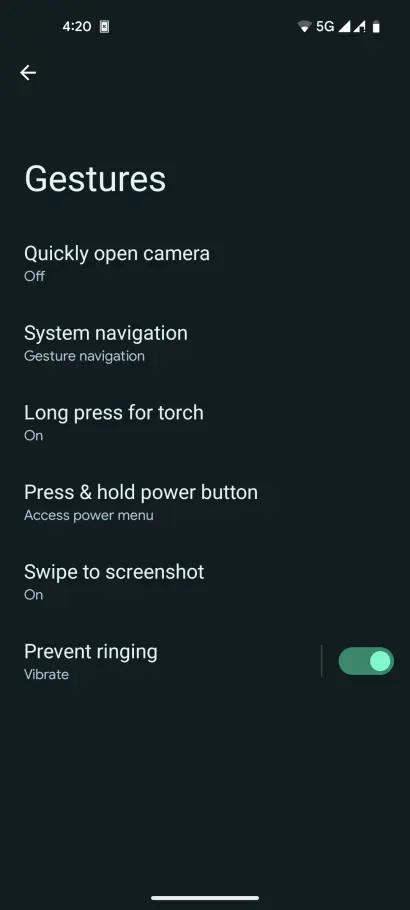 4:20 5G
Gestures
Quickly open camera
Off
System navigation
Gesture navigation
Long press for torch
On
Press & hold power button
Access power menu
Swipe to screenshot
On
Prevent ringing
Vibrate